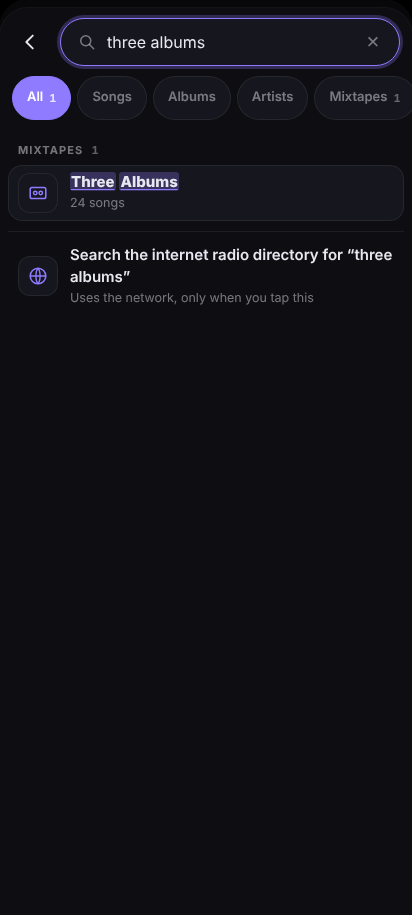 three albums
All 1
Songs
Albums
Artists
Mixtapes 1
MIXTAPES 1
Three Albums
24 songs
Search the internet radio directory for “three
albums”
Uses the network, only when you tap this